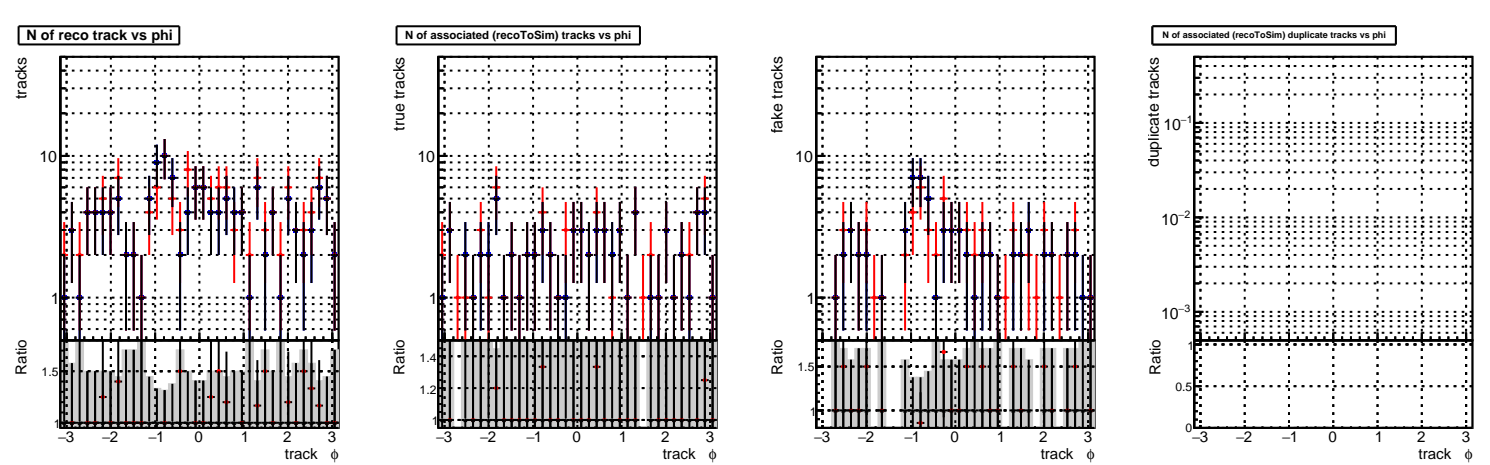 N of reco track vs phi
tracks
10
1
Ratio
1.5
1
−3 −2 −1 0 1 2 3
track φ
N of associated (recoToSim) tracks vs phi
true tracks
10
1
Ratio
1.4
1.2
1
−3 −2 −1 0 1 2 3
track φ
fake tracks
10
1
Ratio
1.5
1
−3 −2 −1 0 1 2 3
track φ
N of associated (recoToSim) duplicate tracks vs phi
duplicate tracks
10⁻¹
10⁻²
10⁻³
Ratio
1
0.5
0
−3 −2 −1 0 1 2 3
track φ